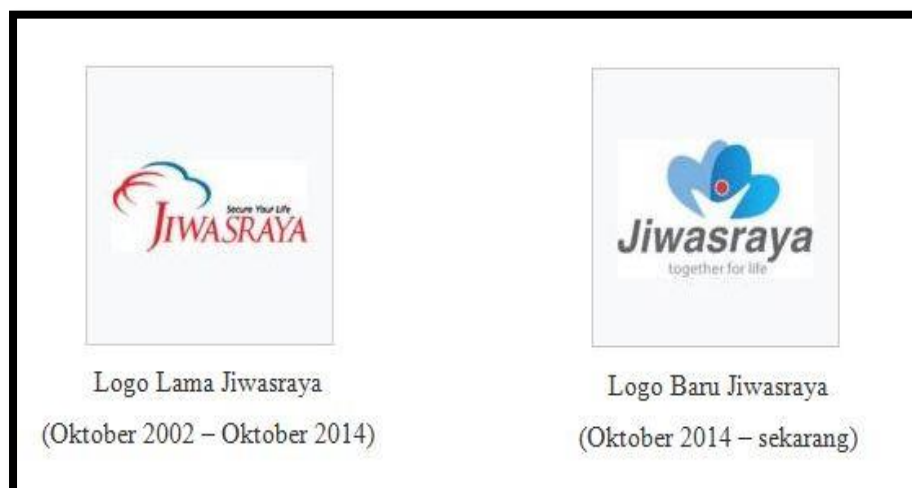 Secure Your Life
JIWASRAYA
Logo Lama Jiwasraya
(Oktober 2002 – Oktober 2014)
Jiwasraya
together for life
Logo Baru Jiwasraya
(Oktober 2014 – sekarang)